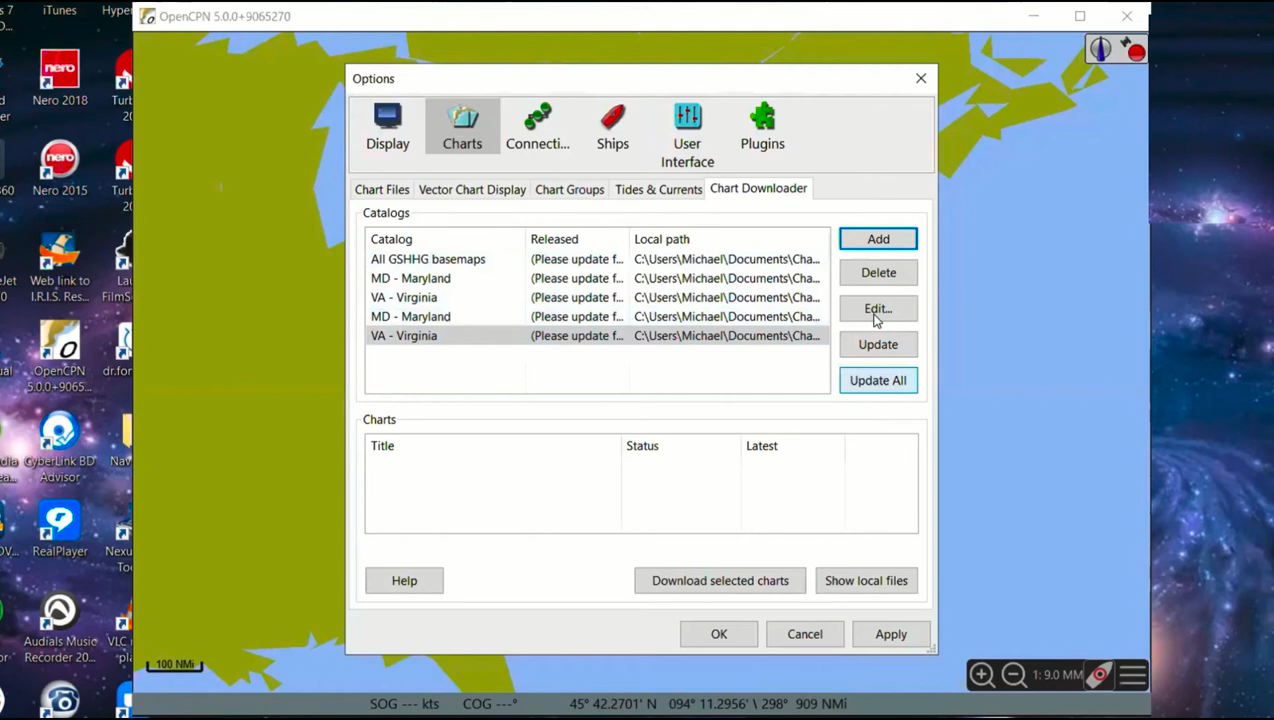 iTunes
OpenCPN 5.0.0+9065270
Options
Display
Charts
Connecti...
Ships
User
Interface
Plugins
Chart Files
Vector Chart Display
Chart Groups
Tides & Currents
Chart Downloader
Catalogs
Catalog Released Local path
All GSHHG basemaps (Please update f... C:\Users\Michael\Documents\Cha...
MD - Maryland (Please update f... C:\Users\Michael\Documents\Cha...
VA - Virginia (Please update f... C:\Users\Michael\Documents\Cha...
MD - Maryland (Please update f... C:\Users\Michael\Documents\Cha...
VA - Virginia (Please update f... C:\Users\Michael\Documents\Cha...
Add
Delete
Edit...
Update
Update All
Charts
Title Status Latest
Help
Download selected charts
Show local files
OK
Cancel
Apply
100 NMi
1: 9.0 MM
SOG --- kts COG ---° 45° 42.2701' N 094° 11.2956' \ 298° 909 NMi
nero
Nero 2018
nero
Nero 2015
Web link to
I.R.I.S. Res...
OpenCPN
5.0.0+9065...
CyberLink BD
Advisor
RealPlayer
Audials Music
Recorder 20...